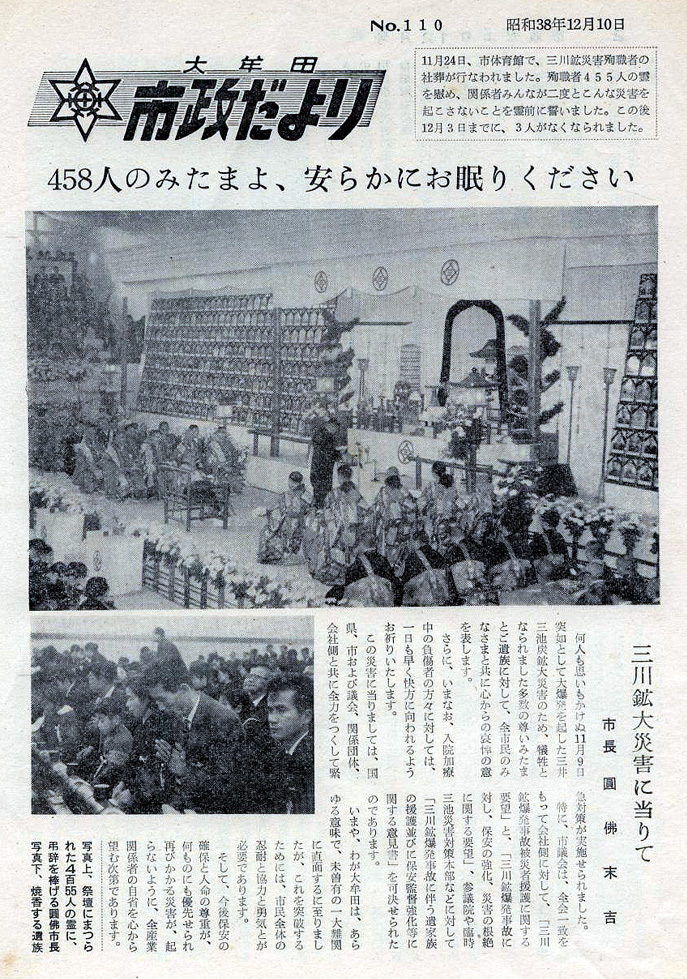 No.110　昭和38年12月10日
大牟田
市政だより
11月24日、市体育館で、三川鉱災害殉職者の
社葬が行なわれました。殉職者455人の霊
を慰め、関係者みんなが二度とこんな災害を
起こさないことを霊前に誓いました。この後
12月3日までに、3人がなくなられました。
458人のみたまよ、安らかにお眠りください
三川鉱大災害に当りて
市長　圓佛末吉
何人も思いもかけぬ11月9日
突如として大爆発を起した三井
三池炭鉱大災害のため、犠牲と
なられました多数の尊いみたま
とご遺族に対して、全市民のみ
なさまと共に心からの哀悼の意
を表します。
さらに、いまなお、入院加療
中の負傷者の方々に対しては、
一日も早く快方に向われるよう
お祈りいたします。
この災害に当りましては、国
県、市および議会、関係団体、
会社側と共に全力をつくして緊
急対策が実施せられました。
特に、市議会は、全会一致を
もって会社側に対して、「三川
鉱爆発事故被災者援護に関する
要望」と、「三川鉱爆発事故に
対し、保安の強化、災害の根絶
に関する要望」、参議院や臨時
三池災害対策本部などに対して
「三川鉱爆発事故に伴う遺家族
の援護並びに保安監督強化等に
関する意見書」を可決せられた
のであります。
いまや、わが大牟田は、あら
ゆる意味で、未曽有の一大難関
に直面するに至りまし
たが、これを突破する
ためには、市民全体の
忍耐と協力と勇気とが
必要であります。
そして、今後保安の
確保と人命の尊重が、
何ものにも優先せられ
再びかかる災害が、起
らないように、全産業
関係者の自省を心から
望む次第であります。
写真上、祭壇にまつら
れた4百55人の霊に、
弔辞を捧げる圓佛市長
写真下、焼香する遺族